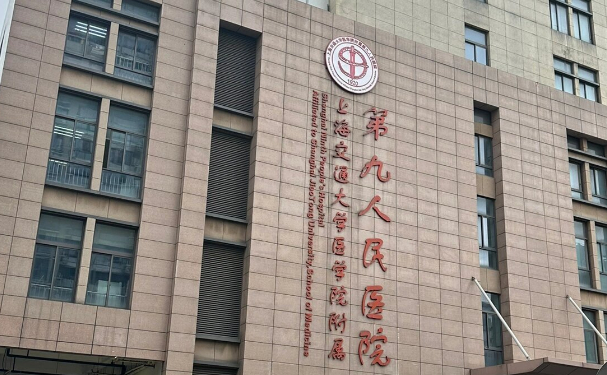 上海交通大学医学院附属
第九人民医院
Shanghai Ninth People's Hospital
Affiliated to Shanghai JiaoTong University, School of Medicine
1920